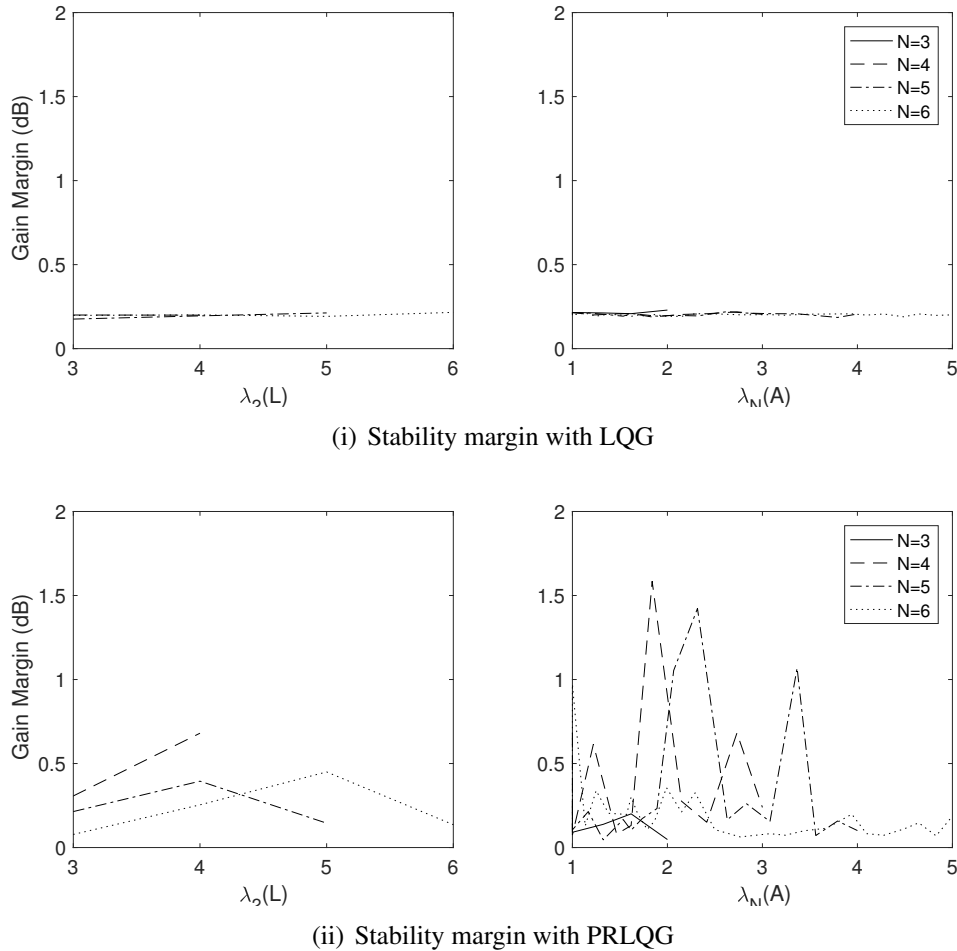 2
1.5
1
0.5
0
Gain Margin (dB)
3 4 5 6
λ₂(L)
2
1.5
1
0.5
0
1 2 3 4 5
λN(A)
N=3
N=4
N=5
N=6
(i) Stability margin with LQG
2
1.5
1
0.5
0
Gain Margin (dB)
3 4 5 6
λ₂(L)
2
1.5
1
0.5
0
1 2 3 4 5
λN(A)
N=3
N=4
N=5
N=6
(ii) Stability margin with PRLQG